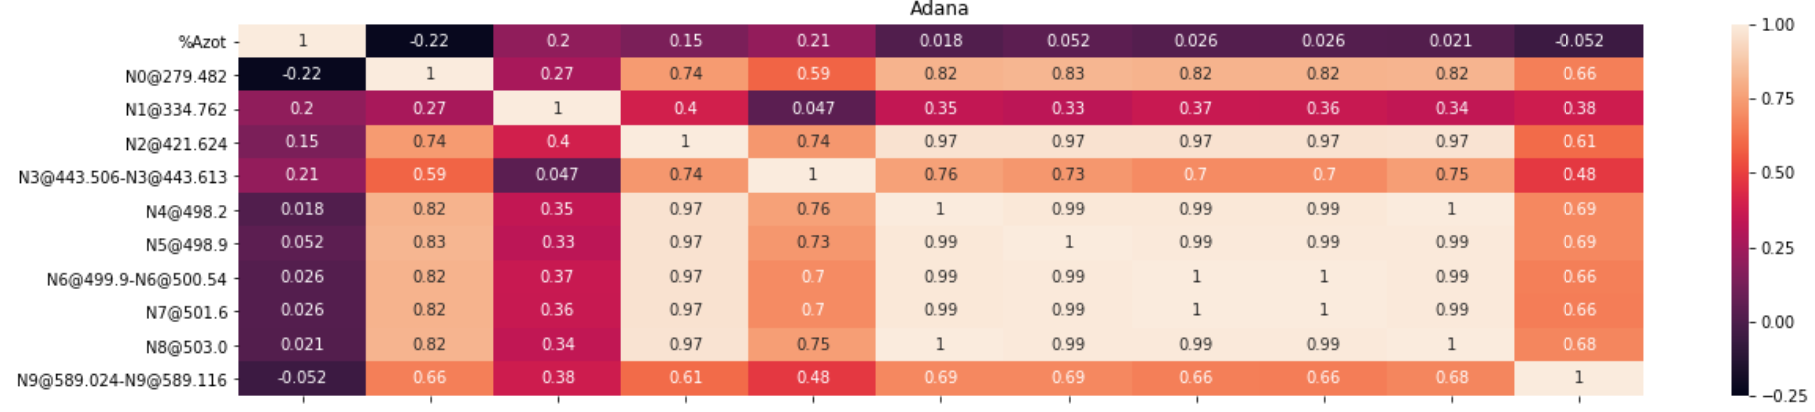 Adana
%Azot 1 -0.22 0.2 0.15 0.21 0.018 0.052 0.026 0.026 0.021 -0.052
N0@279.482 -0.22 1 0.27 0.74 0.59 0.82 0.83 0.82 0.82 0.82 0.66
N1@334.762 0.2 0.27 1 0.4 0.047 0.35 0.33 0.37 0.36 0.34 0.38
N2@421.624 0.15 0.74 0.4 1 0.74 0.97 0.97 0.97 0.97 0.97 0.61
N3@443.506-N3@443.613 0.21 0.59 0.047 0.74 1 0.76 0.73 0.7 0.7 0.75 0.48
N4@498.2 0.018 0.82 0.35 0.97 0.76 1 0.99 0.99 0.99 1 0.69
N5@498.9 0.052 0.83 0.33 0.97 0.73 0.99 1 0.99 0.99 0.99 0.69
N6@499.9-N6@500.54 0.026 0.82 0.37 0.97 0.7 0.99 0.99 1 1 0.99 0.66
N7@501.6 0.026 0.82 0.36 0.97 0.7 0.99 0.99 1 1 0.99 0.66
N8@503.0 0.021 0.82 0.34 0.97 0.75 1 0.99 0.99 0.99 1 0.68
N9@589.024-N9@589.116 -0.052 0.66 0.38 0.61 0.48 0.69 0.69 0.66 0.66 0.68 1
1.00
0.75
0.50
0.25
0.00
−0.25